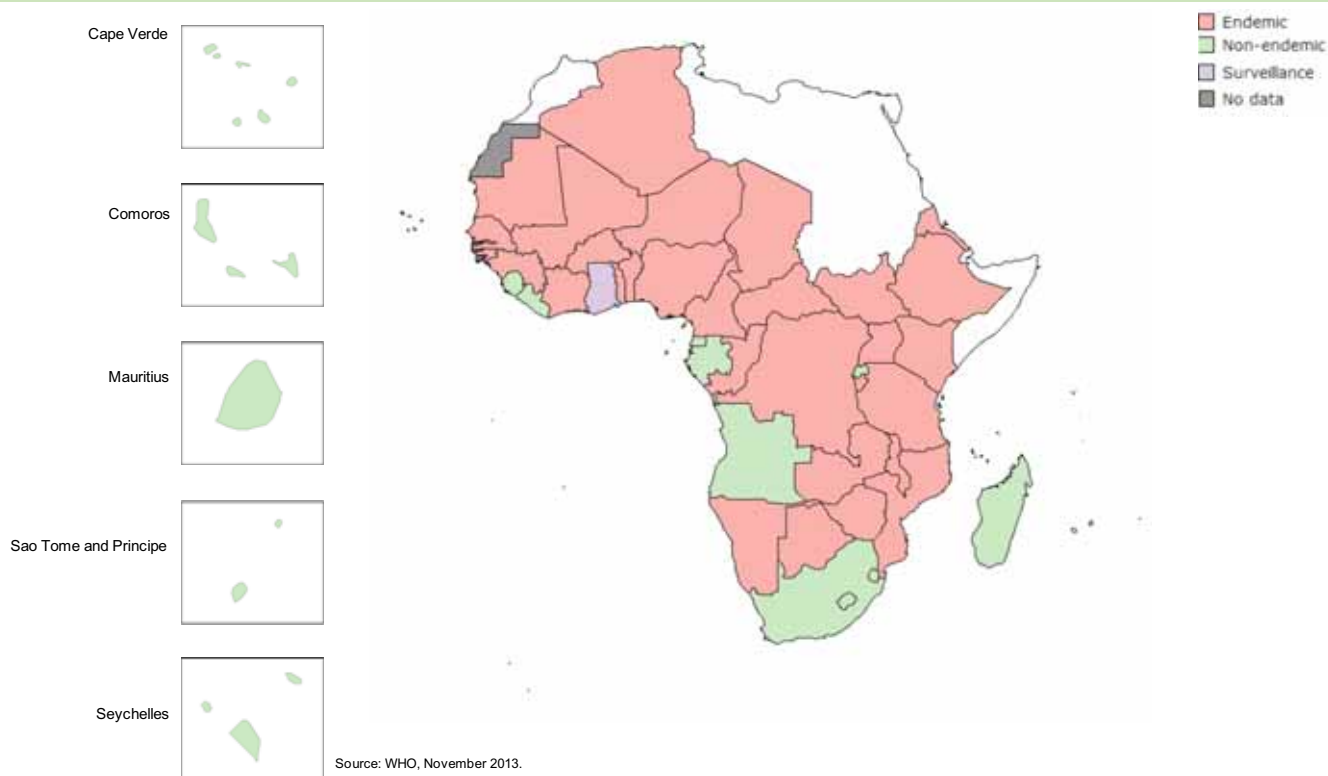 Cape Verde
Comoros
Mauritius
Sao Tome and Principe
Seychelles
Endemic
Non-endemic
Surveillance
No data
Source: WHO, November 2013.